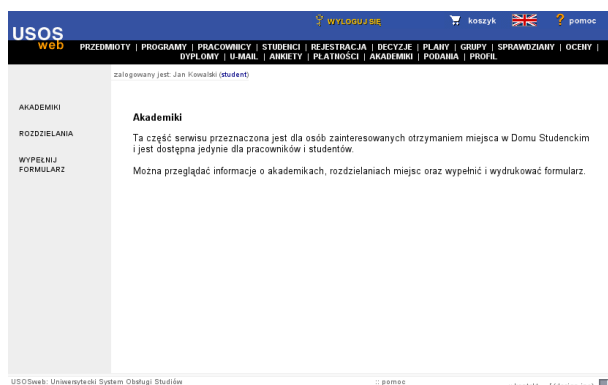 USOS
web
WYLOGUJ SIĘ
koszyk
? pomoc
PRZEDMIOTY | PROGRAMY | PRACOWNICY | STUDENCI | REJESTRACJA | DECYZJE | PLANY | GRUPY | SPRAWDZIANY | OCENY |
DYPLOMY | U-MAIL | ANKIETY | PŁATNOŚCI | AKADEMIKI | PODANIA | PROFIL
zalogowany jest: Jan Kowalski (student)
AKADEMIKI
ROZDZIELANIA
WYPEŁNIJ
FORMULARZ
Akademiki
Ta część serwisu przeznaczona jest dla osób zainteresowanych otrzymaniem miejsca w Domu Studenckim
i jest dostępna jedynie dla pracowników i studentów.
Można przeglądać informacje o akademikach, rozdzielaniach miejsc oraz wypełnić i wydrukować formularz.
USOSweb: Uniwersytecki System Obsługi Studiów
:: pomoc